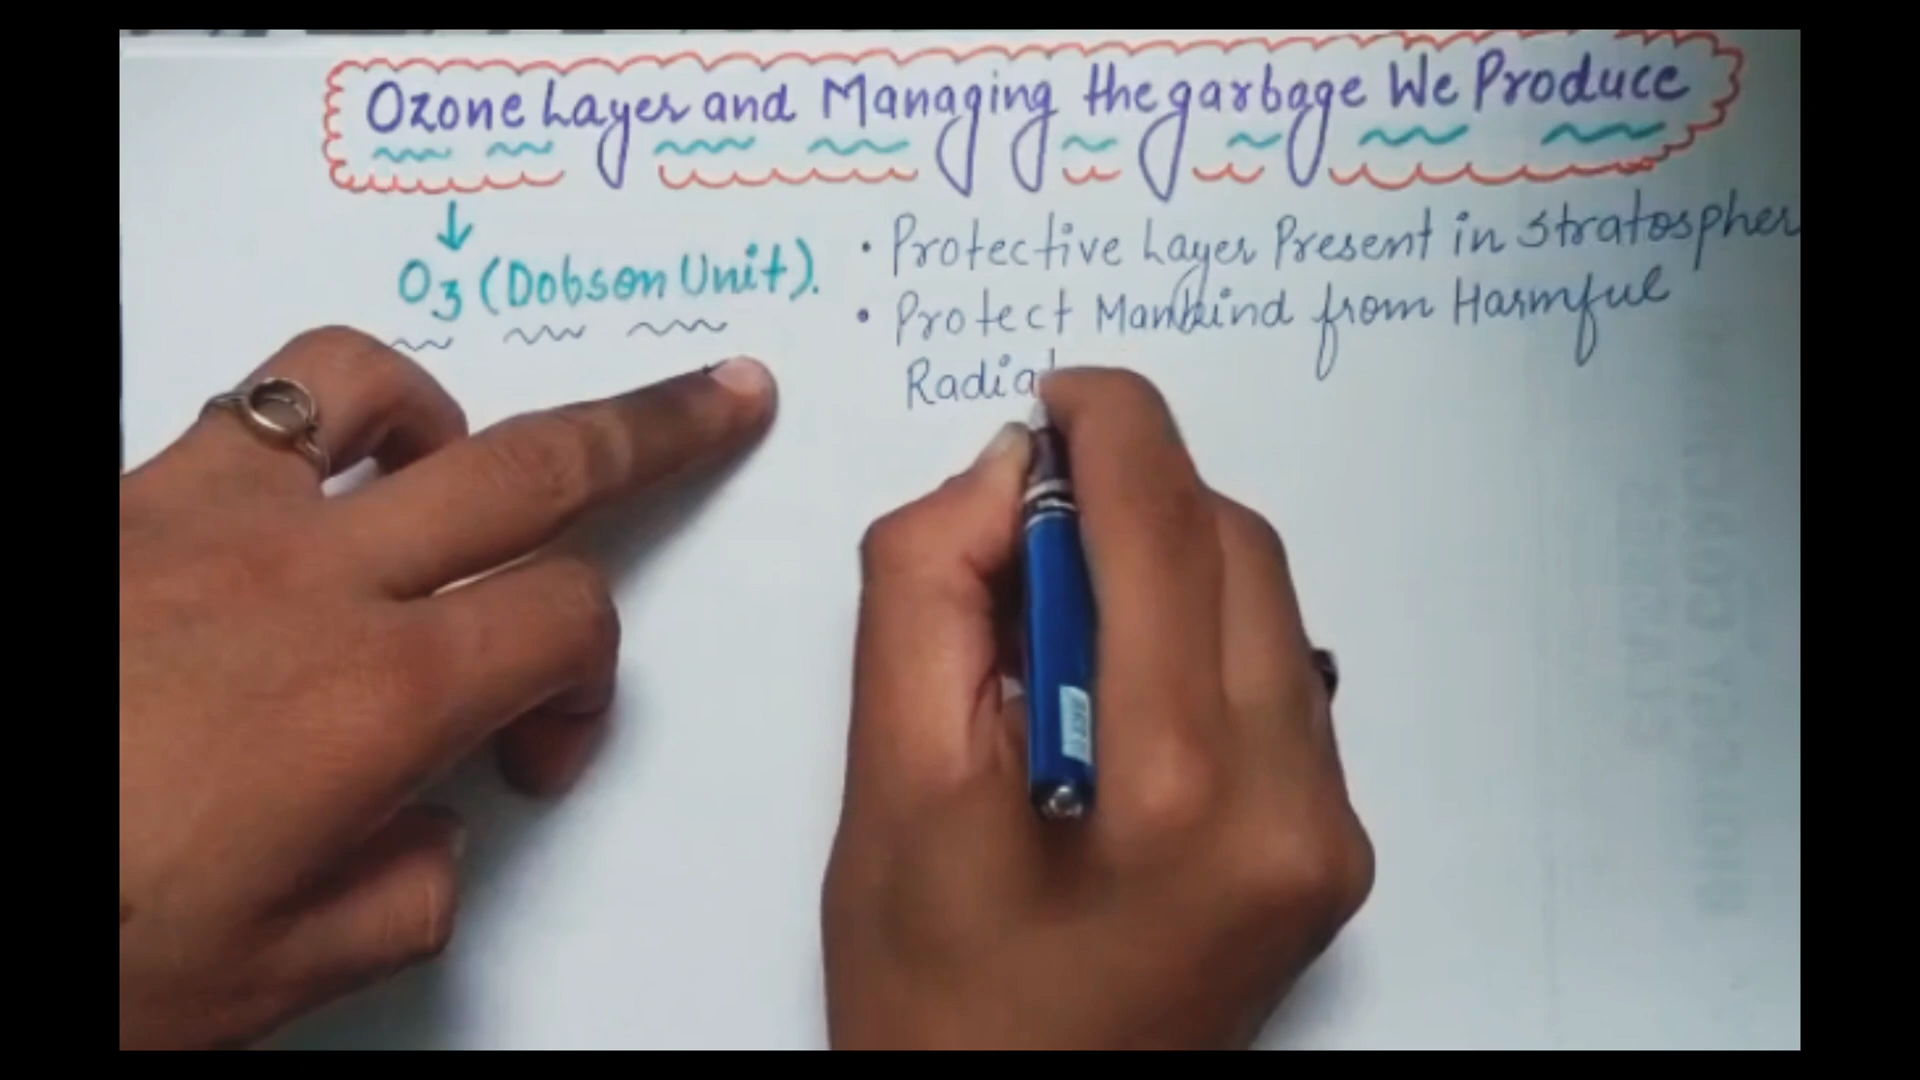 Ozone Layer and Managing the garbage We Produce
O3 (Dobson Unit).
• Protective Layer Present in Stratospher
• Protect Mankind from Harmful
Radiat